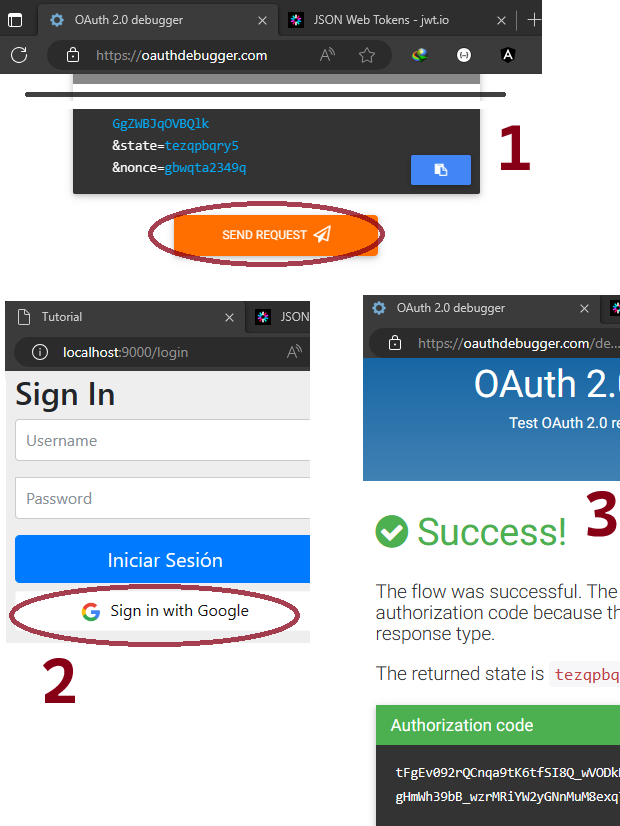 OAuth 2.0 debugger
JSON Web Tokens - jwt.io
https://oauthdebugger.com
GgZWBJqOVBQlk
&state=tezqpbqry5
&nonce=gbwqta2349q
1
SEND REQUEST
Tutorial
JSON
localhost:9000/login
Sign In
Username
Password
Iniciar Sesión
Sign in with Google
2
OAuth 2.0 debugger
https://oauthdebugger.com/de...
OAuth 2.
Test OAuth 2.0 re
3
Success!
The flow was successful. The
authorization code because th
response type.
The returned state is tezqpbq
Authorization code
tFgEv092rQCnqa9tK6tfSI8Q_wVODk
gHmWh39bB_wzrMRiYW2yGNnMuM8exq